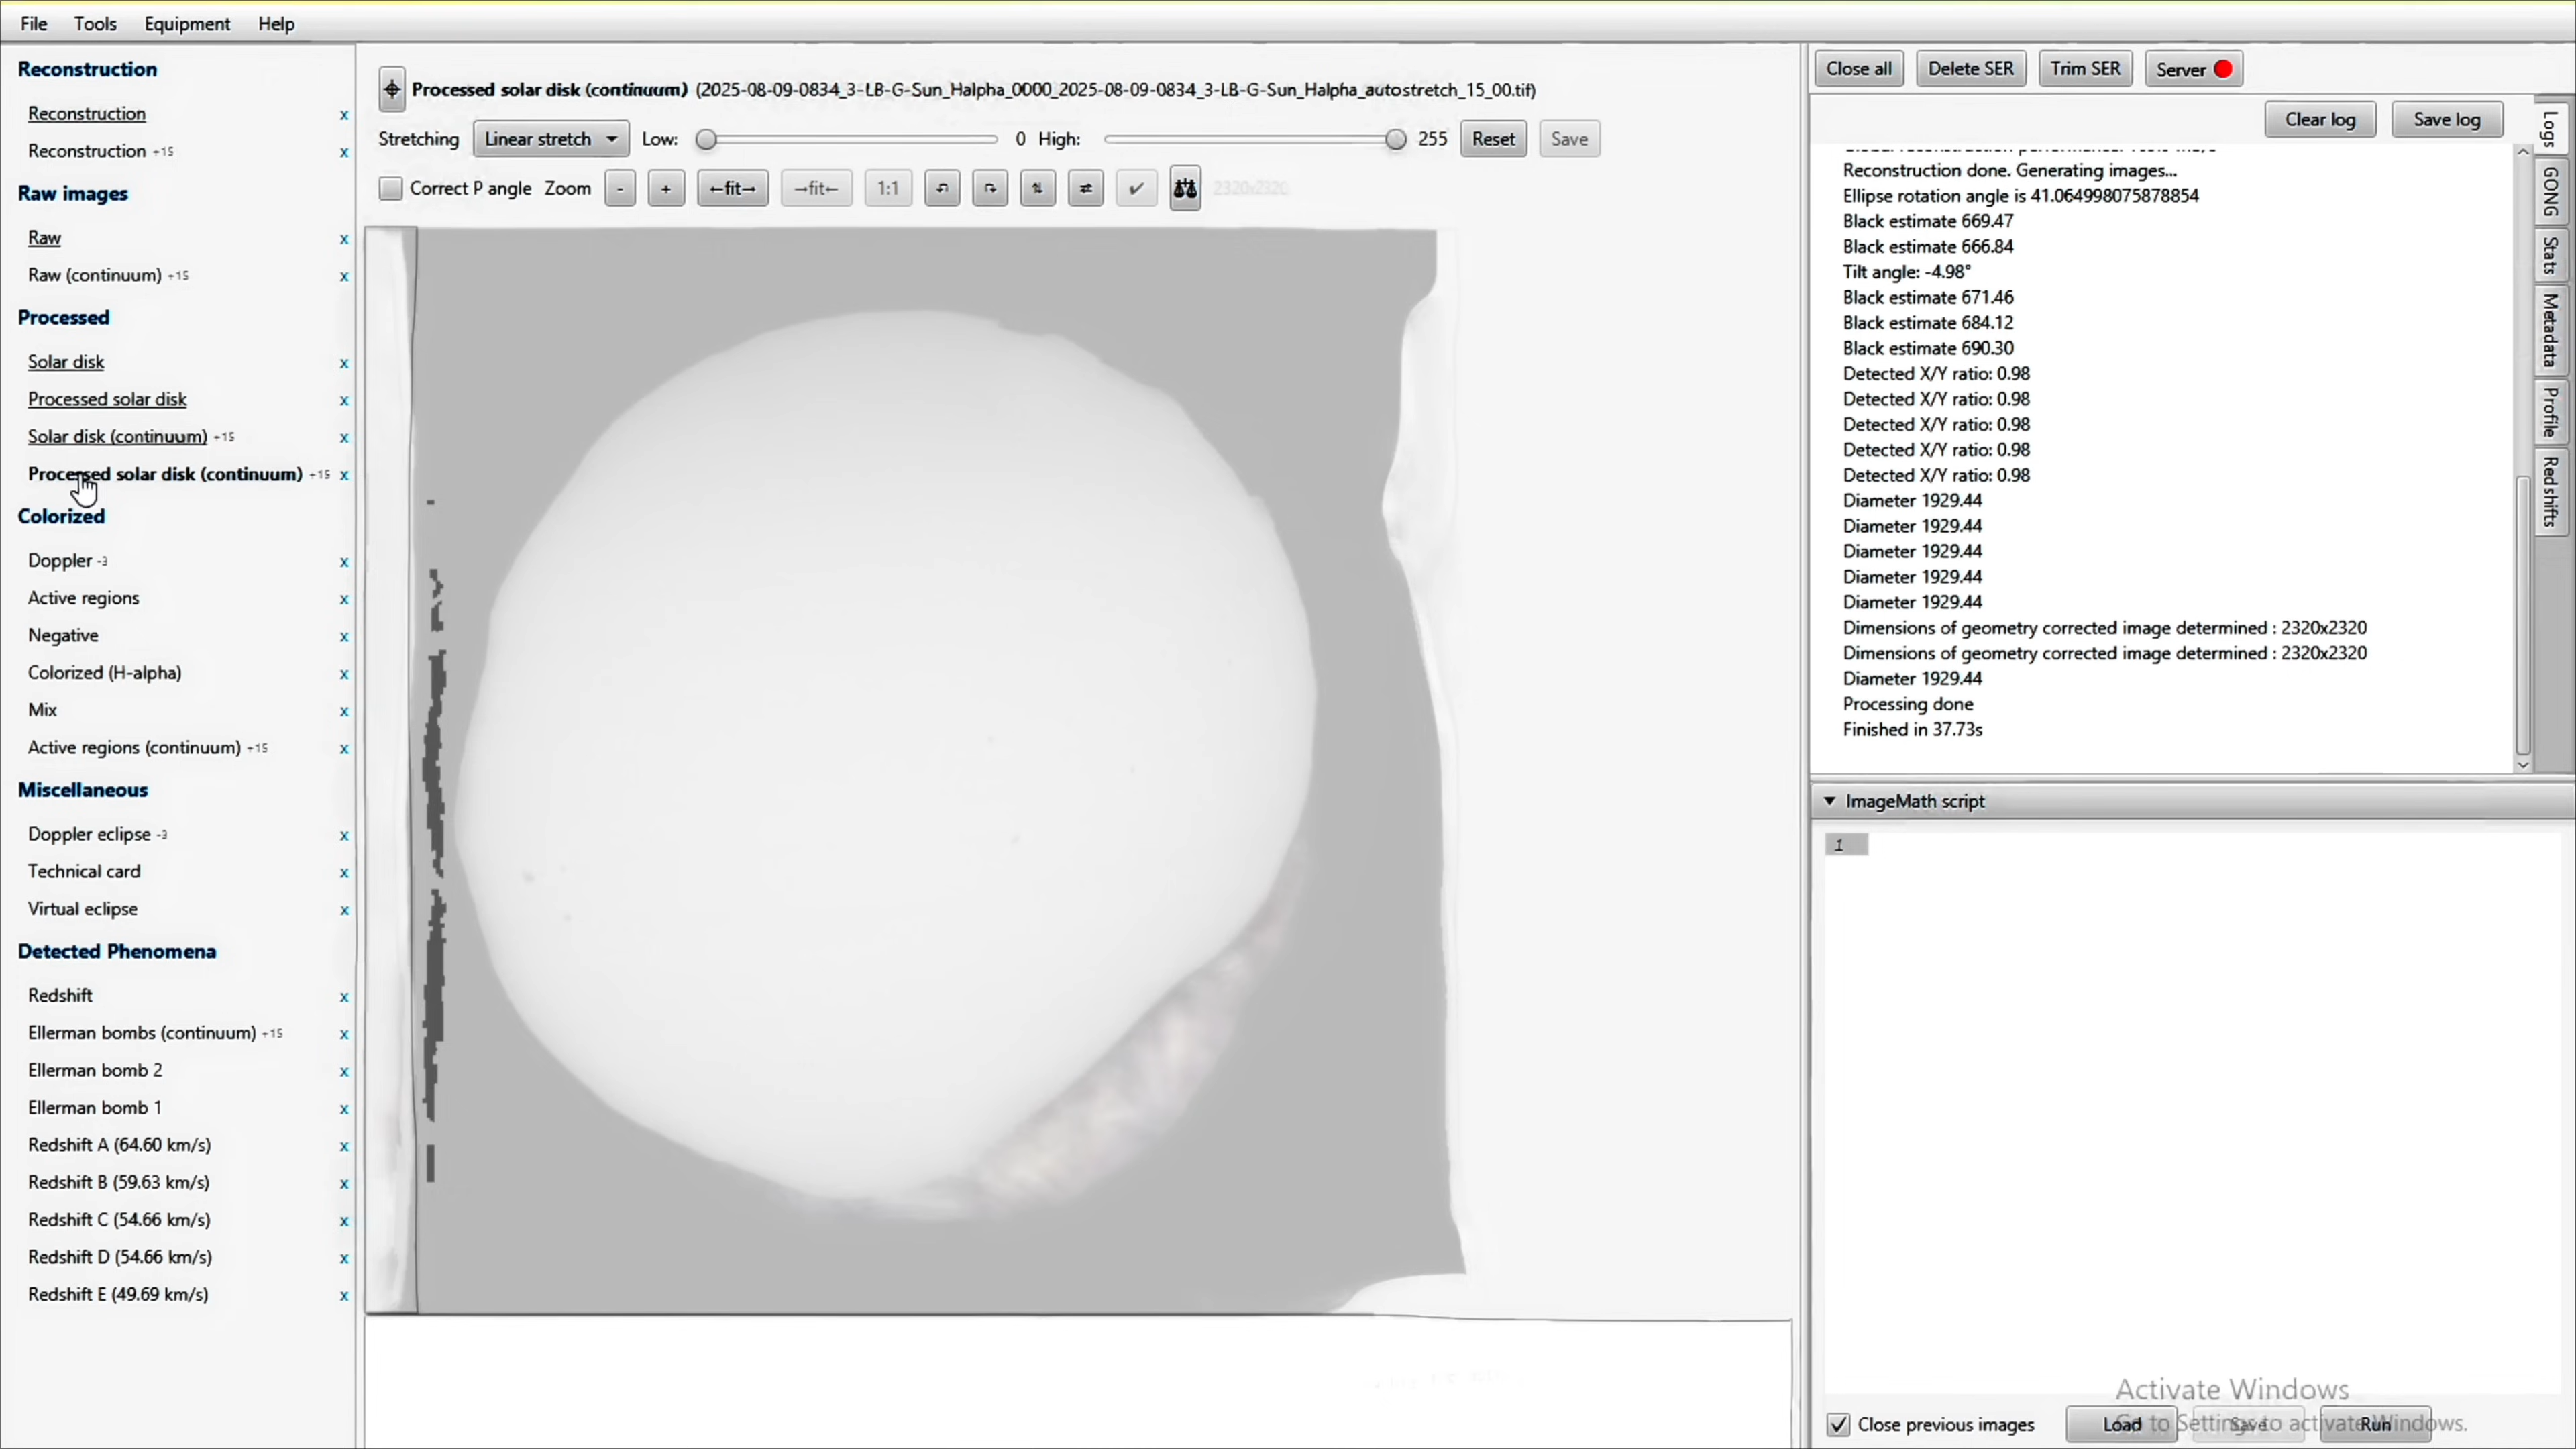 File Tools Equipment Help
Reconstruction
Reconstruction x
Reconstruction +15 x
Raw images
Raw x
Raw (continuum) +15 x
Processed
Solar disk x
Processed solar disk x
Solar disk (continuum) +15 x
Processed solar disk (continuum) +15 x
Colorized
Doppler -3 x
Active regions x
Negative x
Colorized (H-alpha) x
Mix x
Active regions (continuum) +15 x
Miscellaneous
Doppler eclipse -3 x
Technical card x
Virtual eclipse x
Detected Phenomena
Redshift x
Ellerman bombs (continuum) +15 x
Ellerman bomb 2 x
Ellerman bomb 1 x
Redshift A (64.60 km/s) x
Redshift B (59.63 km/s) x
Redshift C (54.66 km/s) x
Redshift D (54.66 km/s) x
Redshift E (49.69 km/s) x
Processed solar disk (continuum) (2025-08-09-0834_3-LB-G-Sun_Halpha_0000_2025-08-09-0834_3-LB-G-Sun_Halpha_autostretch_15_00.tif)
Stretching Linear stretch Low: 0 High: 255 Reset Save
Correct P angle Zoom - + ←fit→ →fit← 1:1 2320x2320
Close all Delete SER Trim SER Server
Clear log Save log
Reconstruction done. Generating images...
Ellipse rotation angle is 41.064998075878854
Black estimate 669.47
Black estimate 666.84
Tilt angle: -4.98°
Black estimate 671.46
Black estimate 684.12
Black estimate 690.30
Detected X/Y ratio: 0.98
Detected X/Y ratio: 0.98
Detected X/Y ratio: 0.98
Detected X/Y ratio: 0.98
Detected X/Y ratio: 0.98
Diameter 1929.44
Diameter 1929.44
Diameter 1929.44
Diameter 1929.44
Diameter 1929.44
Dimensions of geometry corrected image determined : 2320x2320
Dimensions of geometry corrected image determined : 2320x2320
Diameter 1929.44
Processing done
Finished in 37.73s
Logs
GONG
Stats
Metadata
Profile
Redshifts
ImageMath script
1
Activate Windows
Go to Settings to activate Windows.
Close previous images Load Save Run